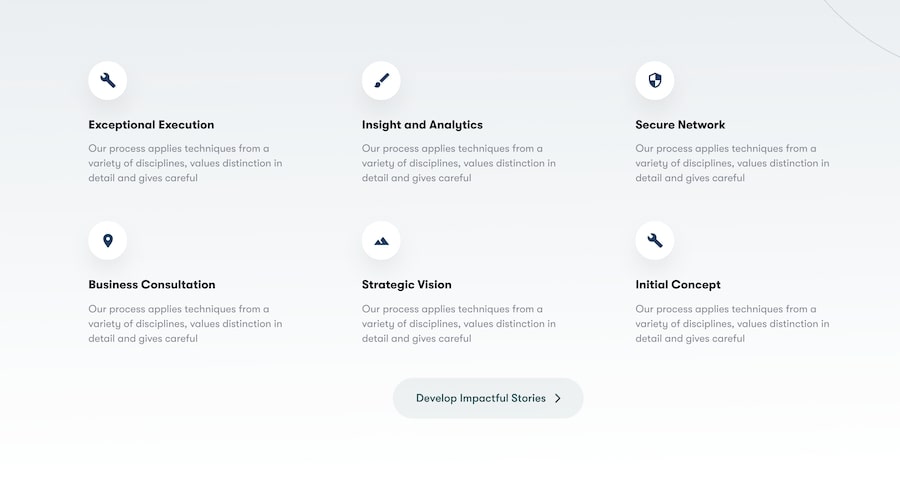 Exceptional Execution
Our process applies techniques from a
variety of disciplines, values distinction in
detail and gives careful
Insight and Analytics
Our process applies techniques from a
variety of disciplines, values distinction in
detail and gives careful
Secure Network
Our process applies techniques from a
variety of disciplines, values distinction in
detail and gives careful
Business Consultation
Our process applies techniques from a
variety of disciplines, values distinction in
detail and gives careful
Strategic Vision
Our process applies techniques from a
variety of disciplines, values distinction in
detail and gives careful
Initial Concept
Our process applies techniques from a
variety of disciplines, values distinction in
detail and gives careful
Develop Impactful Stories